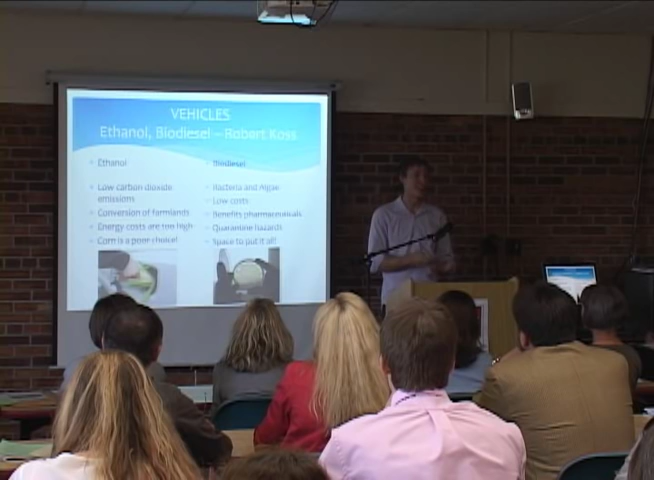 VEHICLES
Ethanol, Biodiesel – Robert Koss
Ethanol
Low carbon dioxide
emissions
Conversion of farmlands
Energy costs are too high
Corn is a poor choice!
Biodiesel
Bacteria and Algae
Low costs
Benefits pharmaceuticals
Quarantine hazards
Space to put it all!